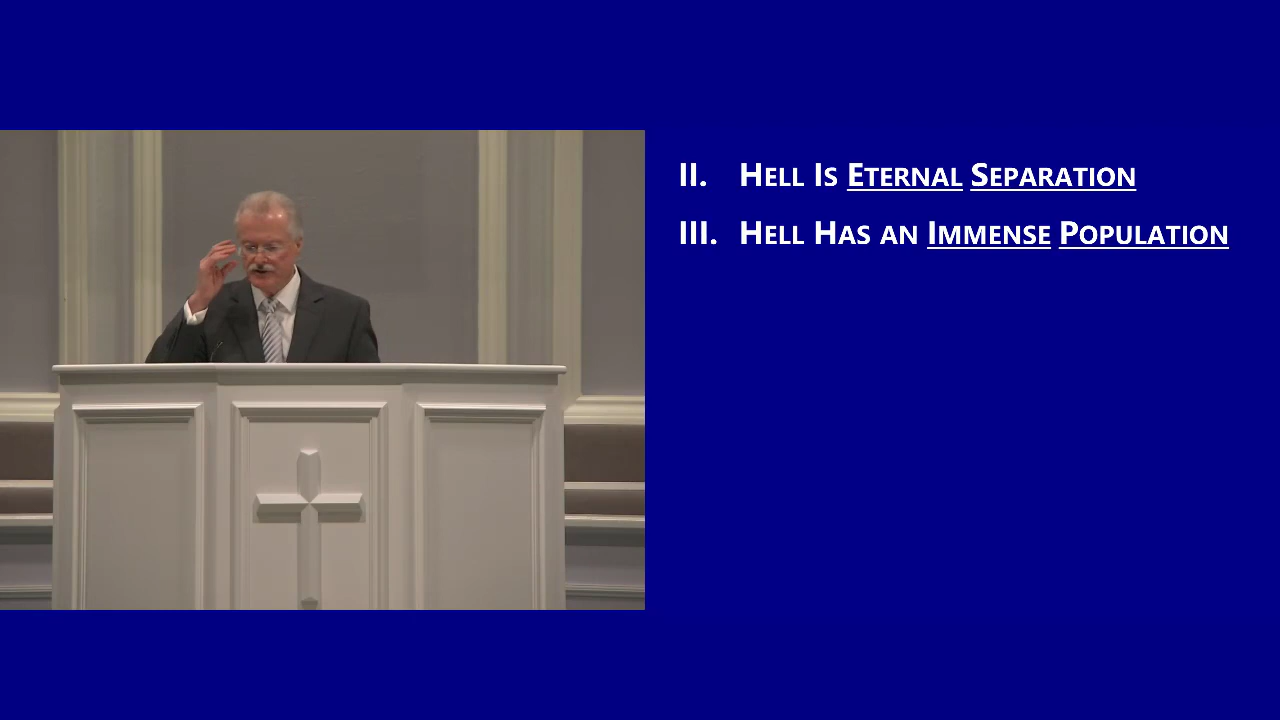 II. Hell Is Eternal Separation
III. Hell Has an Immense Population